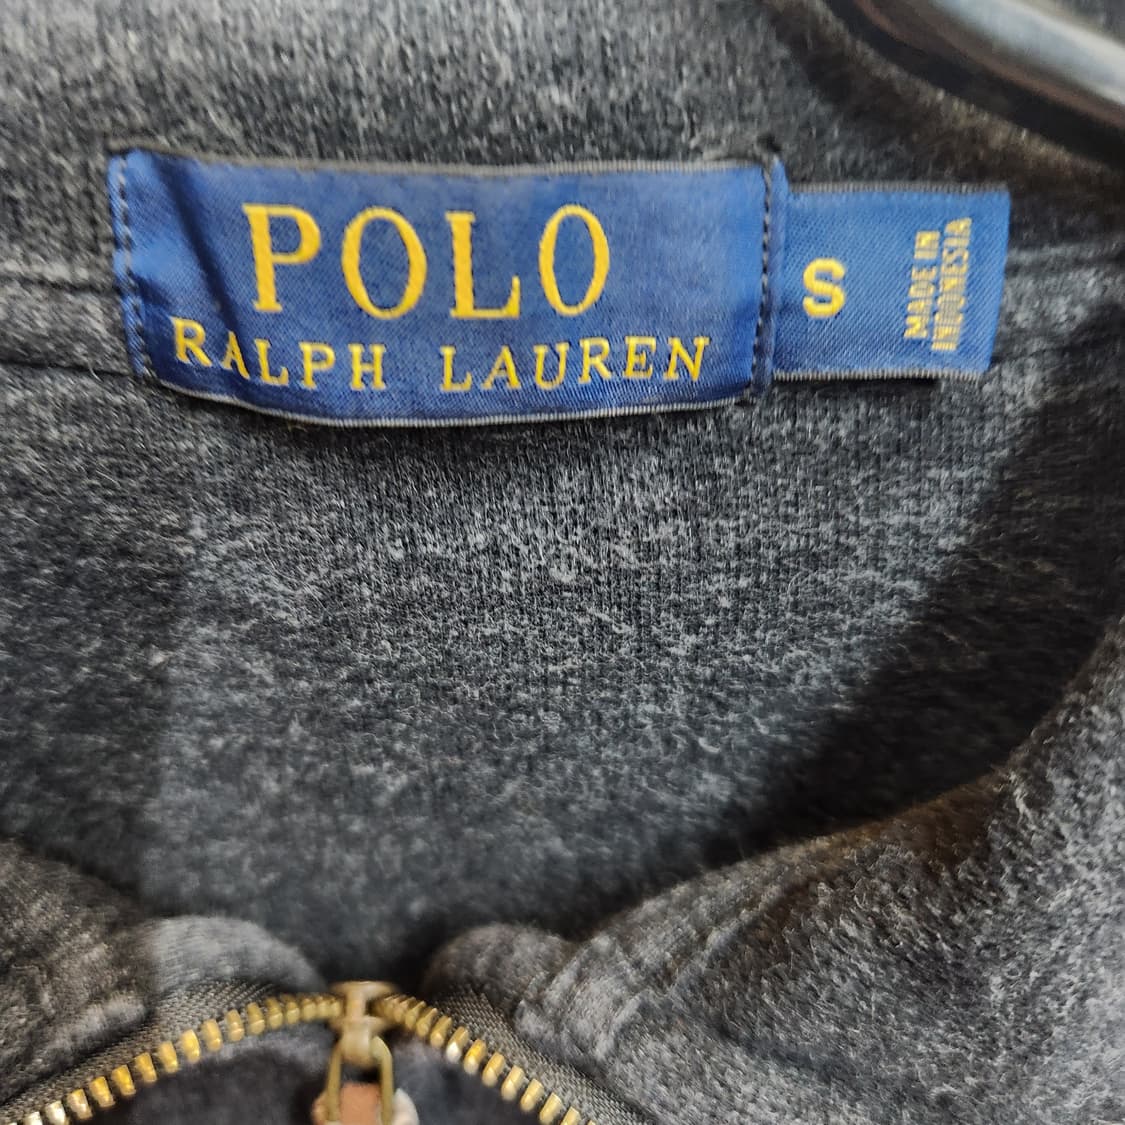 POLO
RALPH LAUREN
S
MADE IN
INDONESIA